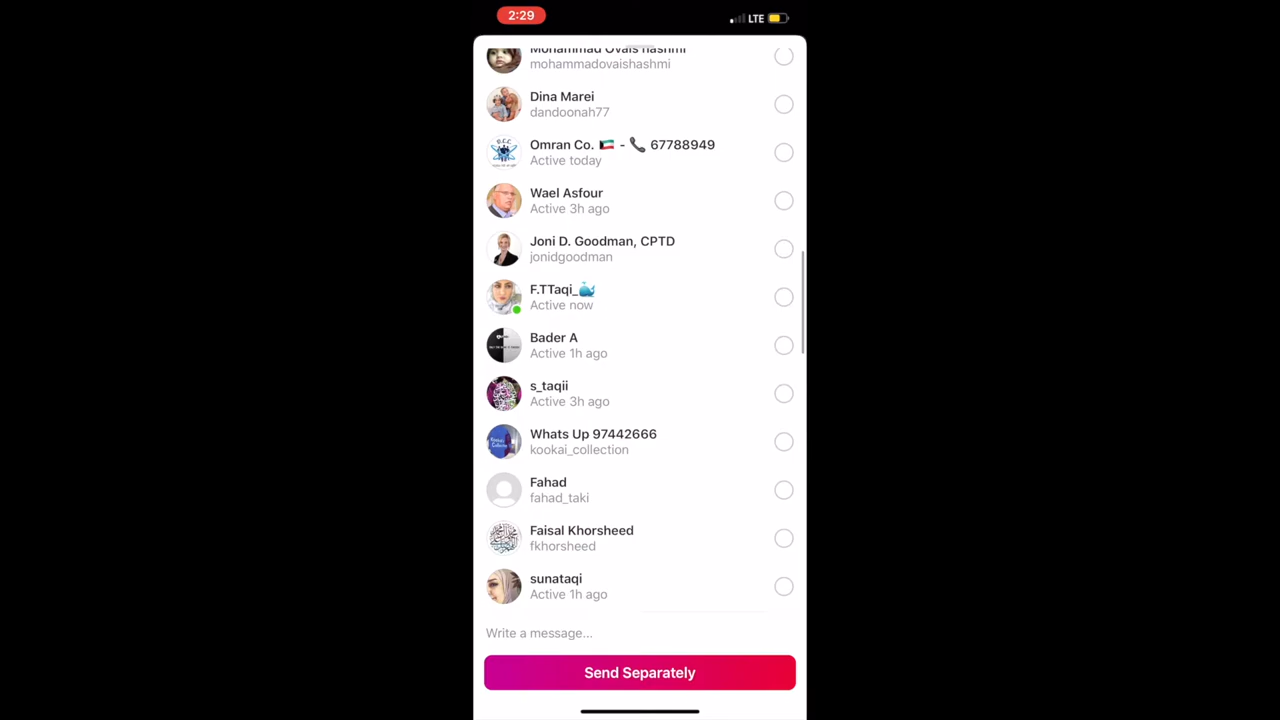 2:29
LTE
Mohammad Ovais hashmi
mohammadovaishashmi
Dina Marei
dandoonah77
Omran Co. 🇰🇼 - 📞 67788949
Active today
Wael Asfour
Active 3h ago
Joni D. Goodman, CPTD
jonidgoodman
F.TTaqi_🐳
Active now
Bader A
Active 1h ago
s_taqii
Active 3h ago
Whats Up 97442666
kookai_collection
Fahad
fahad_taki
Faisal Khorsheed
fkhorsheed
sunataqi
Active 1h ago
Write a message...
Send Separately